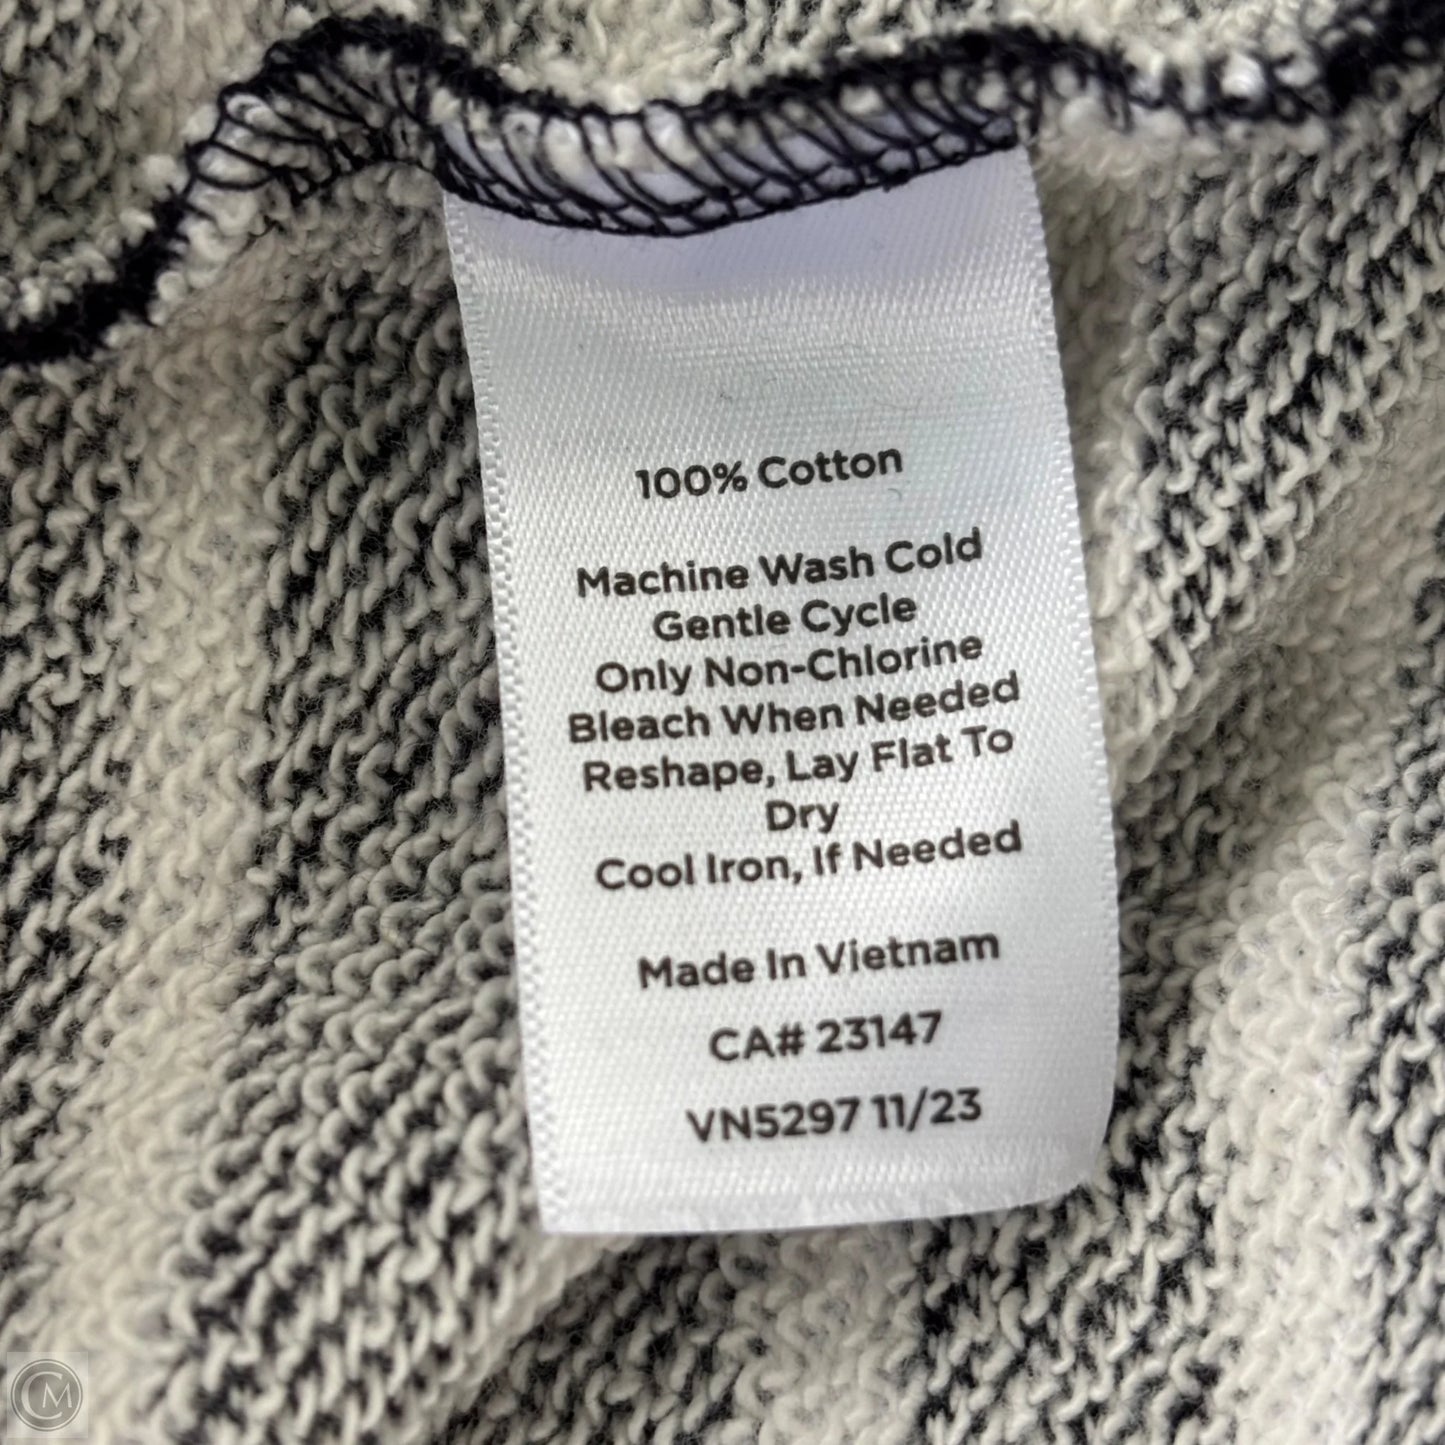 100% Cotton
Machine Wash Cold
Gentle Cycle
Only Non-Chlorine
Bleach When Needed
Reshape, Lay Flat To
Dry
Cool Iron, If Needed
Made In Vietnam
CA# 23147
VN5297 11/23
CM